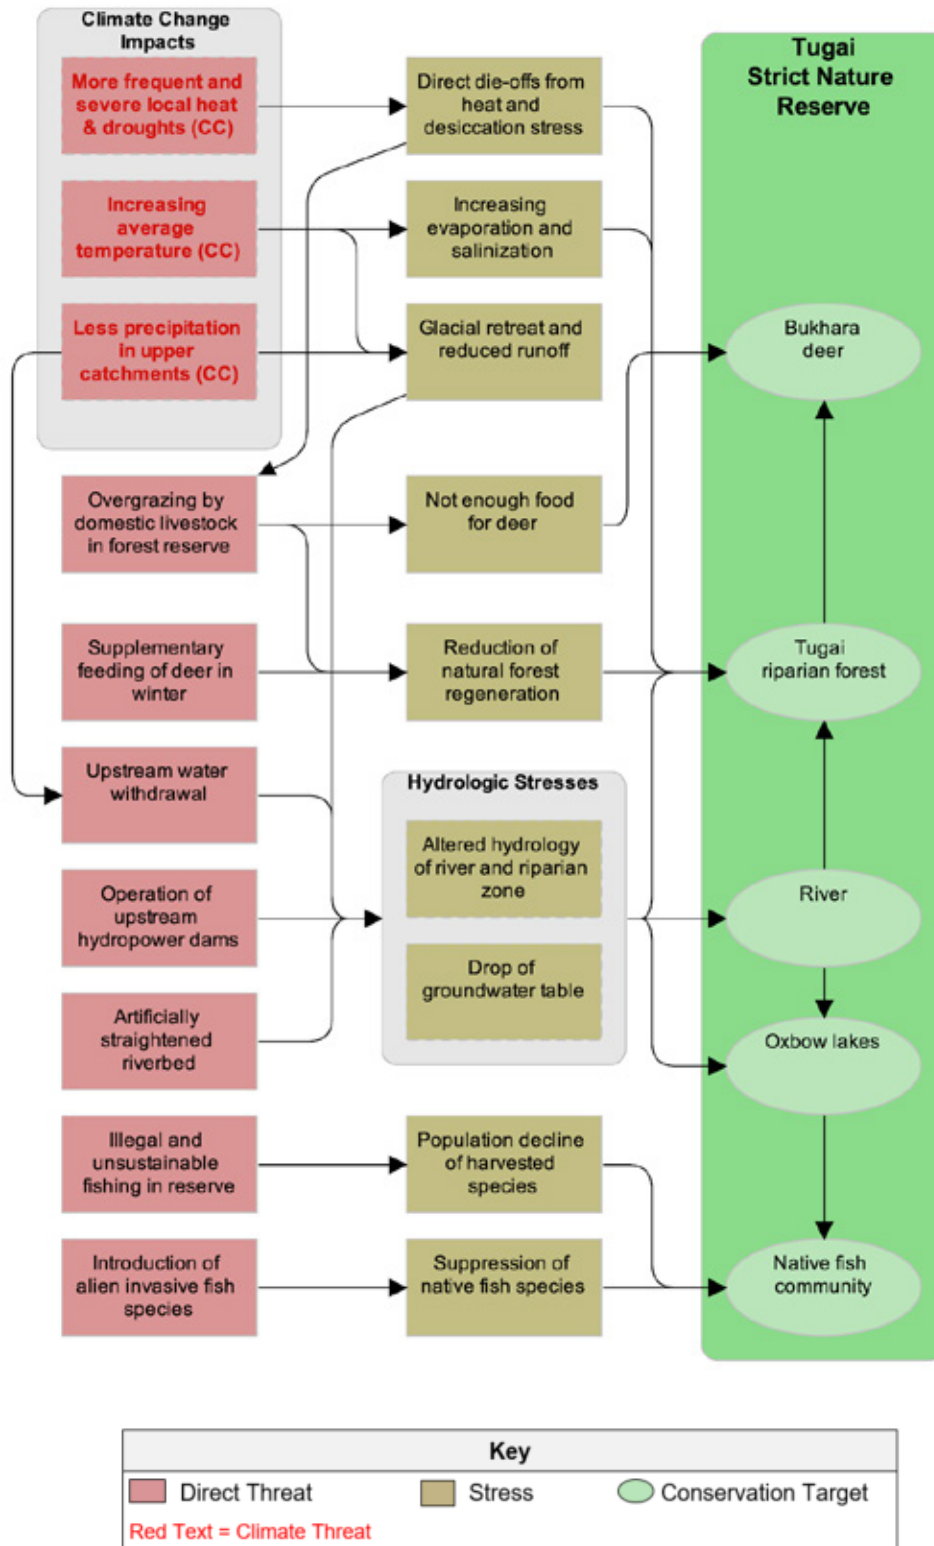 Climate Change
Impacts
More frequent and
severe local heat
& droughts (CC)
Increasing
average
temperature (CC)
Less precipitation
in upper
catchments (CC)
Overgrazing by
domestic livestock
in forest reserve
Supplementary
feeding of deer in
winter
Upstream water
withdrawal
Operation of
upstream
hydropower dams
Artificially
straightened
riverbed
Illegal and
unsustainable
fishing in reserve
Introduction of
alien invasive fish
species
Direct die-offs from
heat and
desiccation stress
Increasing
evaporation and
salinization
Glacial retreat and
reduced runoff
Not enough food
for deer
Reduction of
natural forest
regeneration
Hydrologic Stresses
Altered hydrology
of river and riparian
zone
Drop of
groundwater table
Population decline
of harvested
species
Suppression of
native fish species
Tugai
Strict Nature
Reserve
Bukhara
deer
Tugai
riparian forest
River
Oxbow lakes
Native fish
community
Key
Direct Threat
Stress
Conservation Target
Red Text = Climate Threat